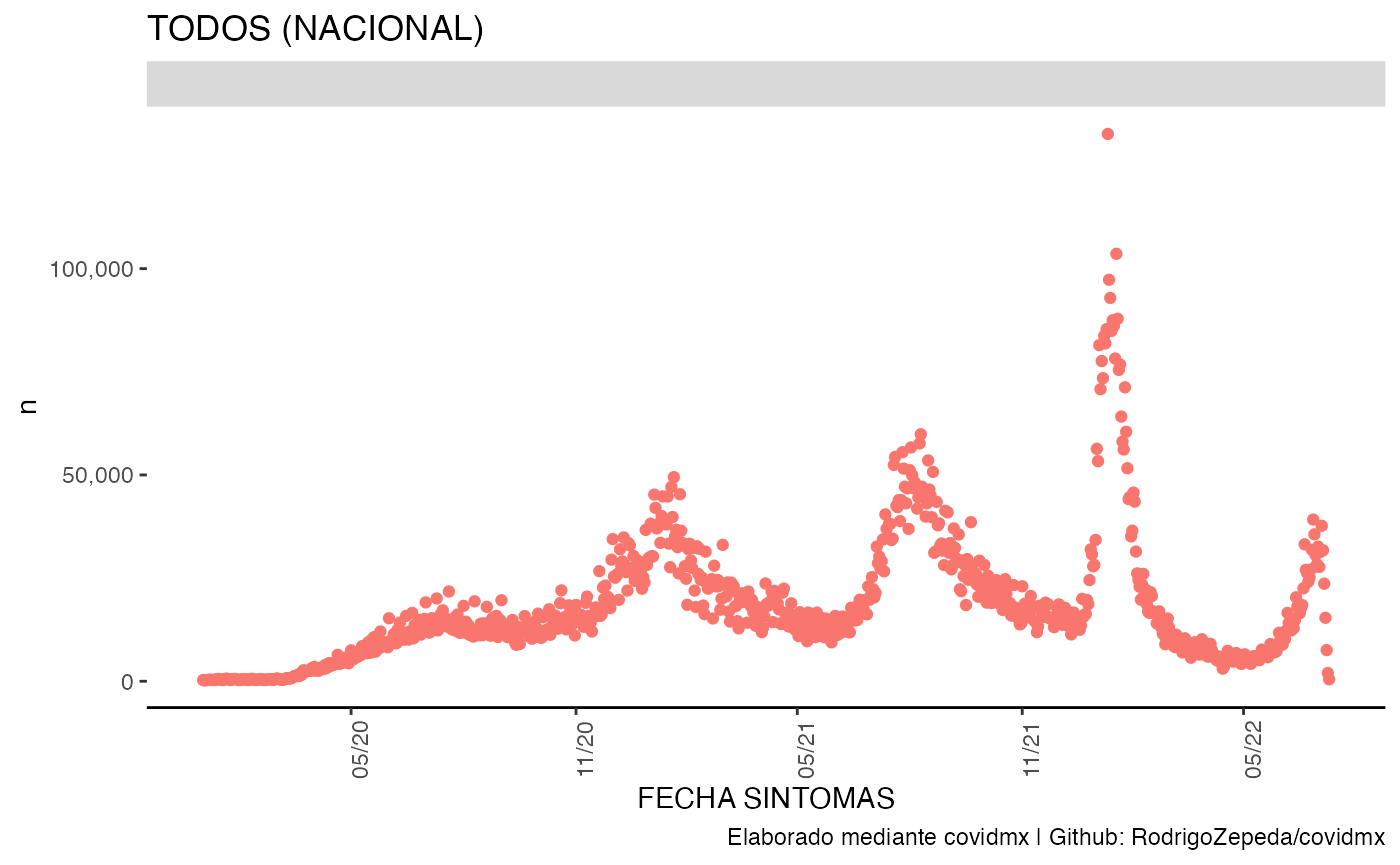 TODOS (NACIONAL)
100,000
50,000
0
n
05/20
11/20
05/21
11/21
05/22
FECHA SINTOMAS
Elaborado mediante covidmx | Github: RodrigoZepeda/covidmx